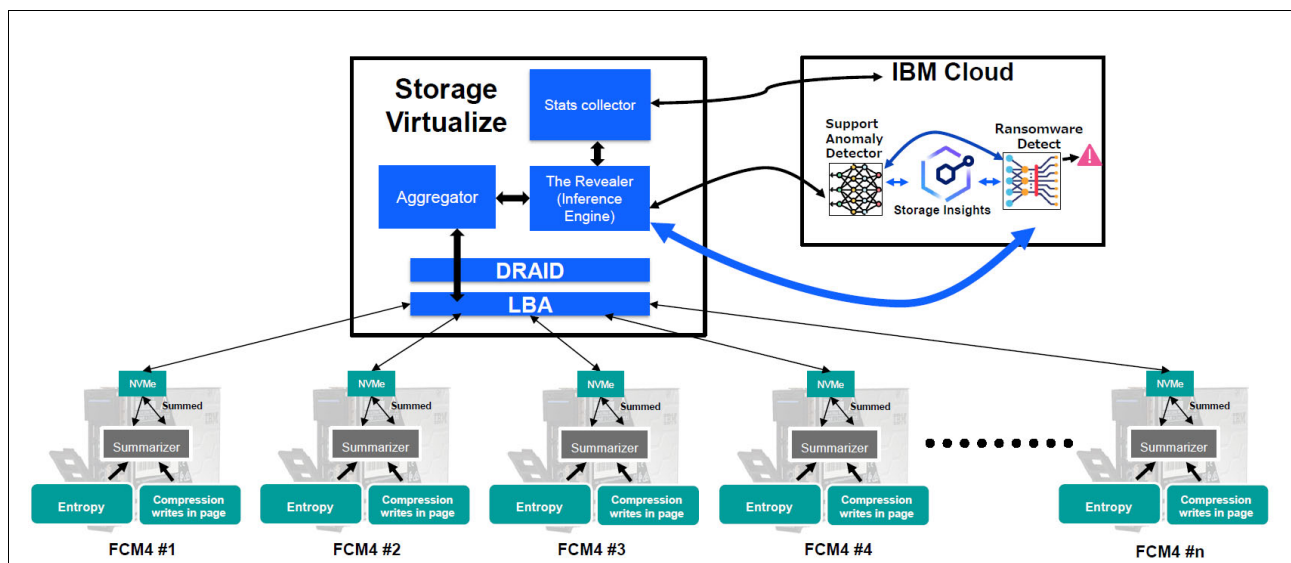 Storage
Virtualize
Stats collector
Aggregator
The Revealer
(Inference
Engine)
DRAID
LBA
IBM Cloud
Support
Anomaly
Detector
Ransomware
Detect
Storage Insights
NVMe
Summed
Summarizer
Entropy
Compression
writes in page
FCM4 #1
NVMe
Summed
Summarizer
Entropy
Compression
writes in page
FCM4 #2
NVMe
Summed
Summarizer
Entropy
Compression
writes in page
FCM4 #3
NVMe
Summed
Summarizer
Entropy
Compression
writes in page
FCM4 #4
NVMe
Summed
Summarizer
Entropy
Compression
writes in page
FCM4 #n